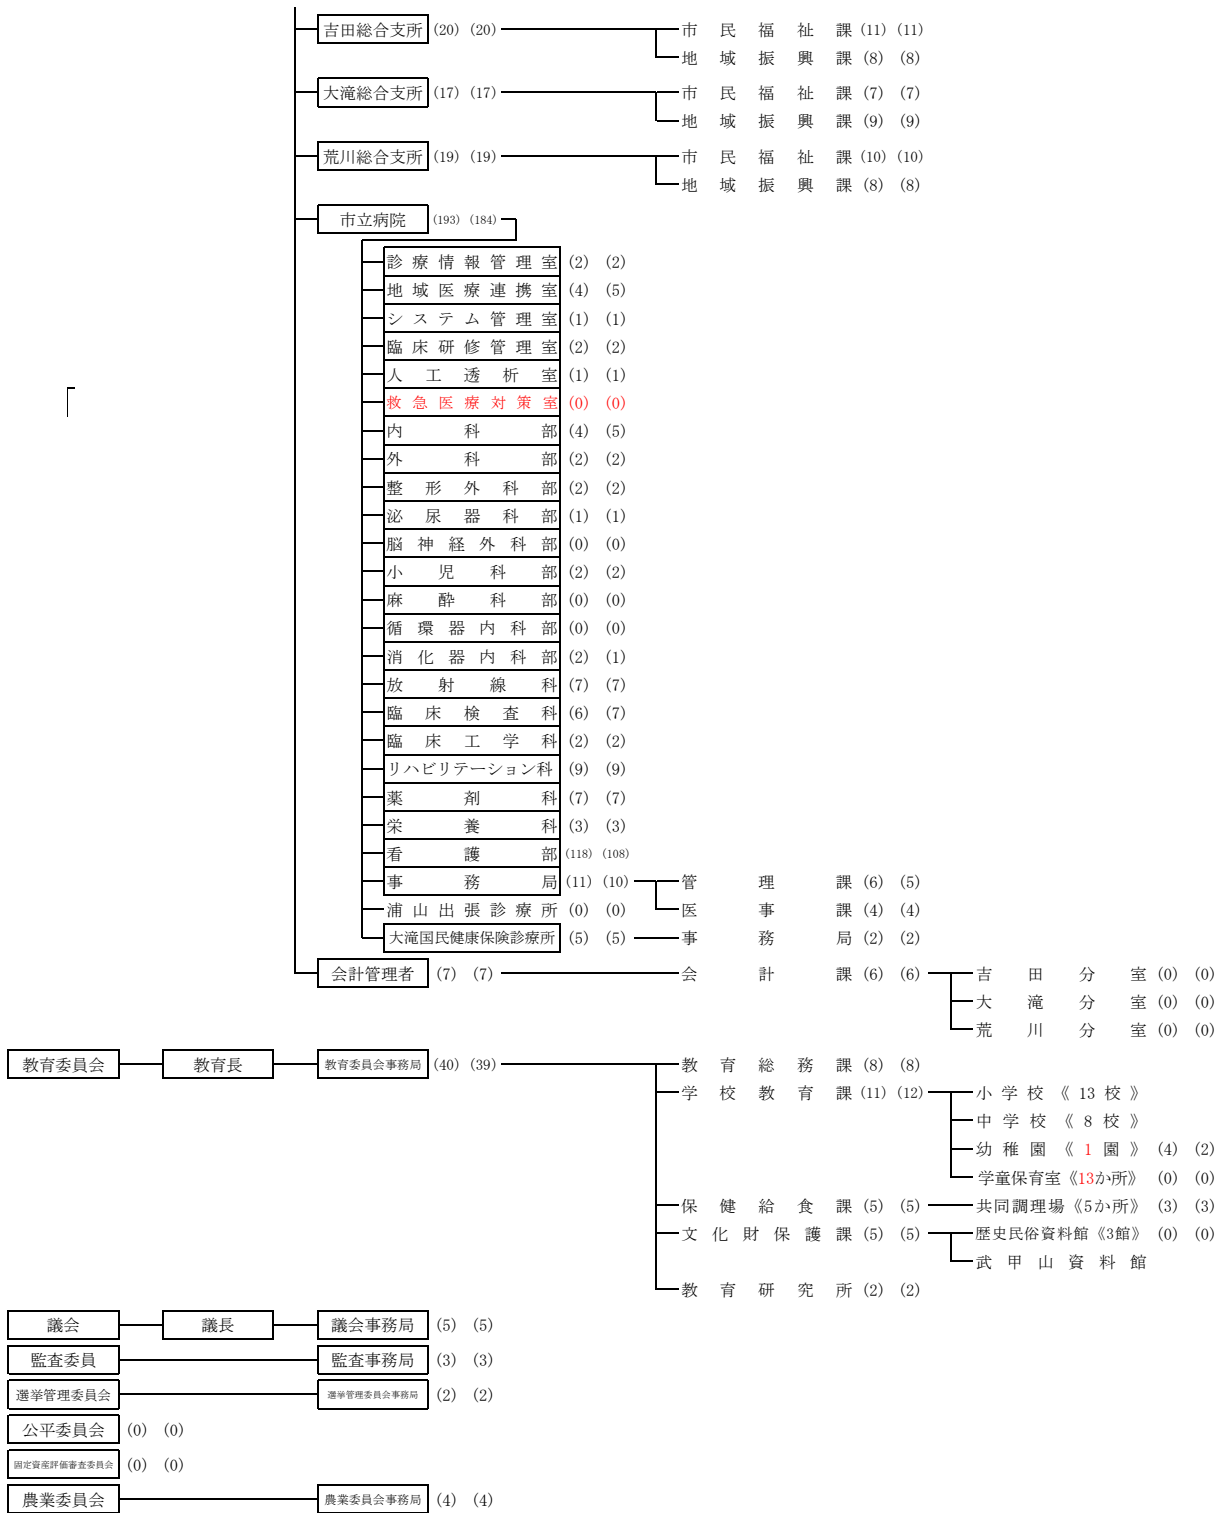 吉田総合支所 (20) (20) 市民福祉課 (11) (11)
地域振興課 (8) (8)
大滝総合支所 (17) (17) 市民福祉課 (7) (7)
地域振興課 (9) (9)
荒川総合支所 (19) (19) 市民福祉課 (10) (10)
地域振興課 (8) (8)
市立病院 (193) (184)
診療情報管理室 (2) (2)
地域医療連携室 (4) (5)
システム管理室 (1) (1)
臨床研修管理室 (2) (2)
人工透析室 (1) (1)
救急医療対策室 (0) (0)
内科部 (4) (5)
外科部 (2) (2)
整形外科部 (2) (2)
泌尿器科部 (1) (1)
脳神経外科部 (0) (0)
小児科部 (2) (2)
麻酔科部 (0) (0)
循環器内科部 (0) (0)
消化器内科部 (2) (1)
放射線科 (7) (7)
臨床検査科 (6) (7)
臨床工学科 (2) (2)
リハビリテーション科 (9) (9)
薬剤科 (7) (7)
栄養科 (3) (3)
看護部 (118) (108)
事務局 (11) (10) 管理課 (6) (5)
浦山出張診療所 (0) (0) 医事課 (4) (4)
大滝国民健康保険診療所 (5) (5) 事務局 (2) (2)
会計管理者 (7) (7) 会計課 (6) (6) 吉田分室 (0) (0)
大滝分室 (0) (0)
荒川分室 (0) (0)
教育委員会 教育長 教育委員会事務局 (40) (39) 教育総務課 (8) (8)
学校教育課 (11) (12) 小学校《13校》
中学校《8校》
幼稚園《1園》 (4) (2)
学童保育室《13か所》 (0) (0)
保健給食課 (5) (5) 共同調理場《5か所》 (3) (3)
文化財保護課 (5) (5) 歴史民俗資料館《3館》 (0) (0)
武甲山資料館
教育研究所 (2) (2)
議会 議長 議会事務局 (5) (5)
監査委員 監査事務局 (3) (3)
選挙管理委員会 選挙管理委員会事務局 (2) (2)
公平委員会 (0) (0)
固定資産評価審査委員会 (0) (0)
農業委員会 農業委員会事務局 (4) (4)